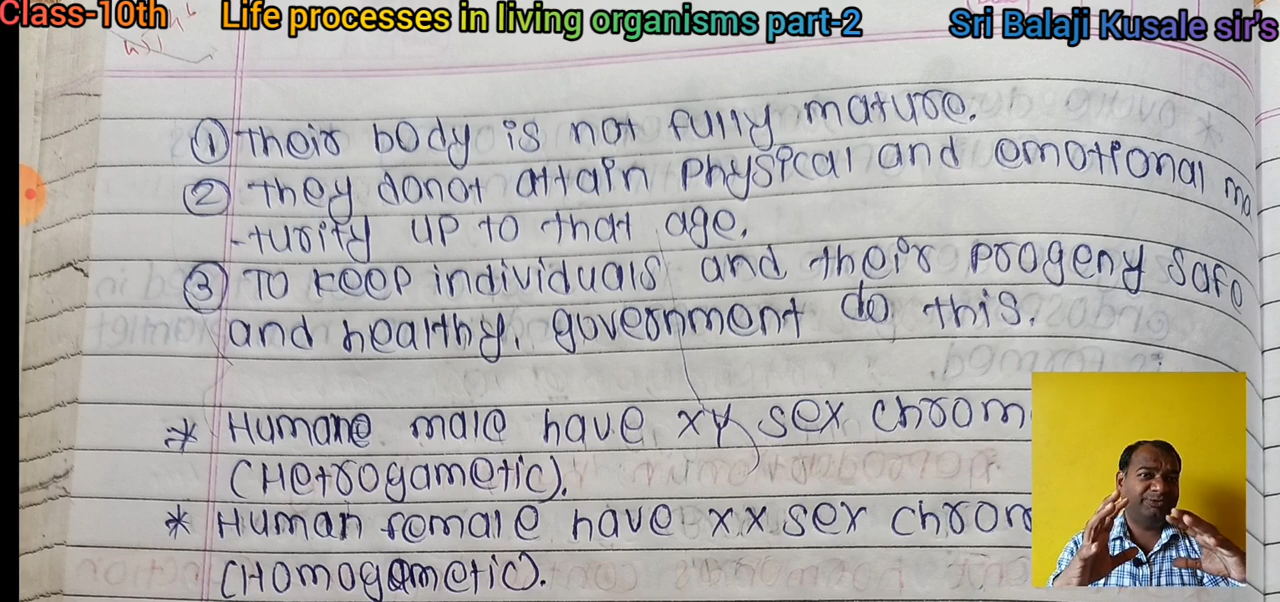 Class-10th Life processes in living organisms part-2 Sri Balaji Kusale sir's
① Their body is not fully mature.
② They donot attain physical and emotional ma
-turity up to that age.
③ To keep individuals and their progeny safe
and healthy, government do this.
* Humane male have xy sex chrom
(Hetrogametic).
* Human female have xx sex chrom
(Homogametic).